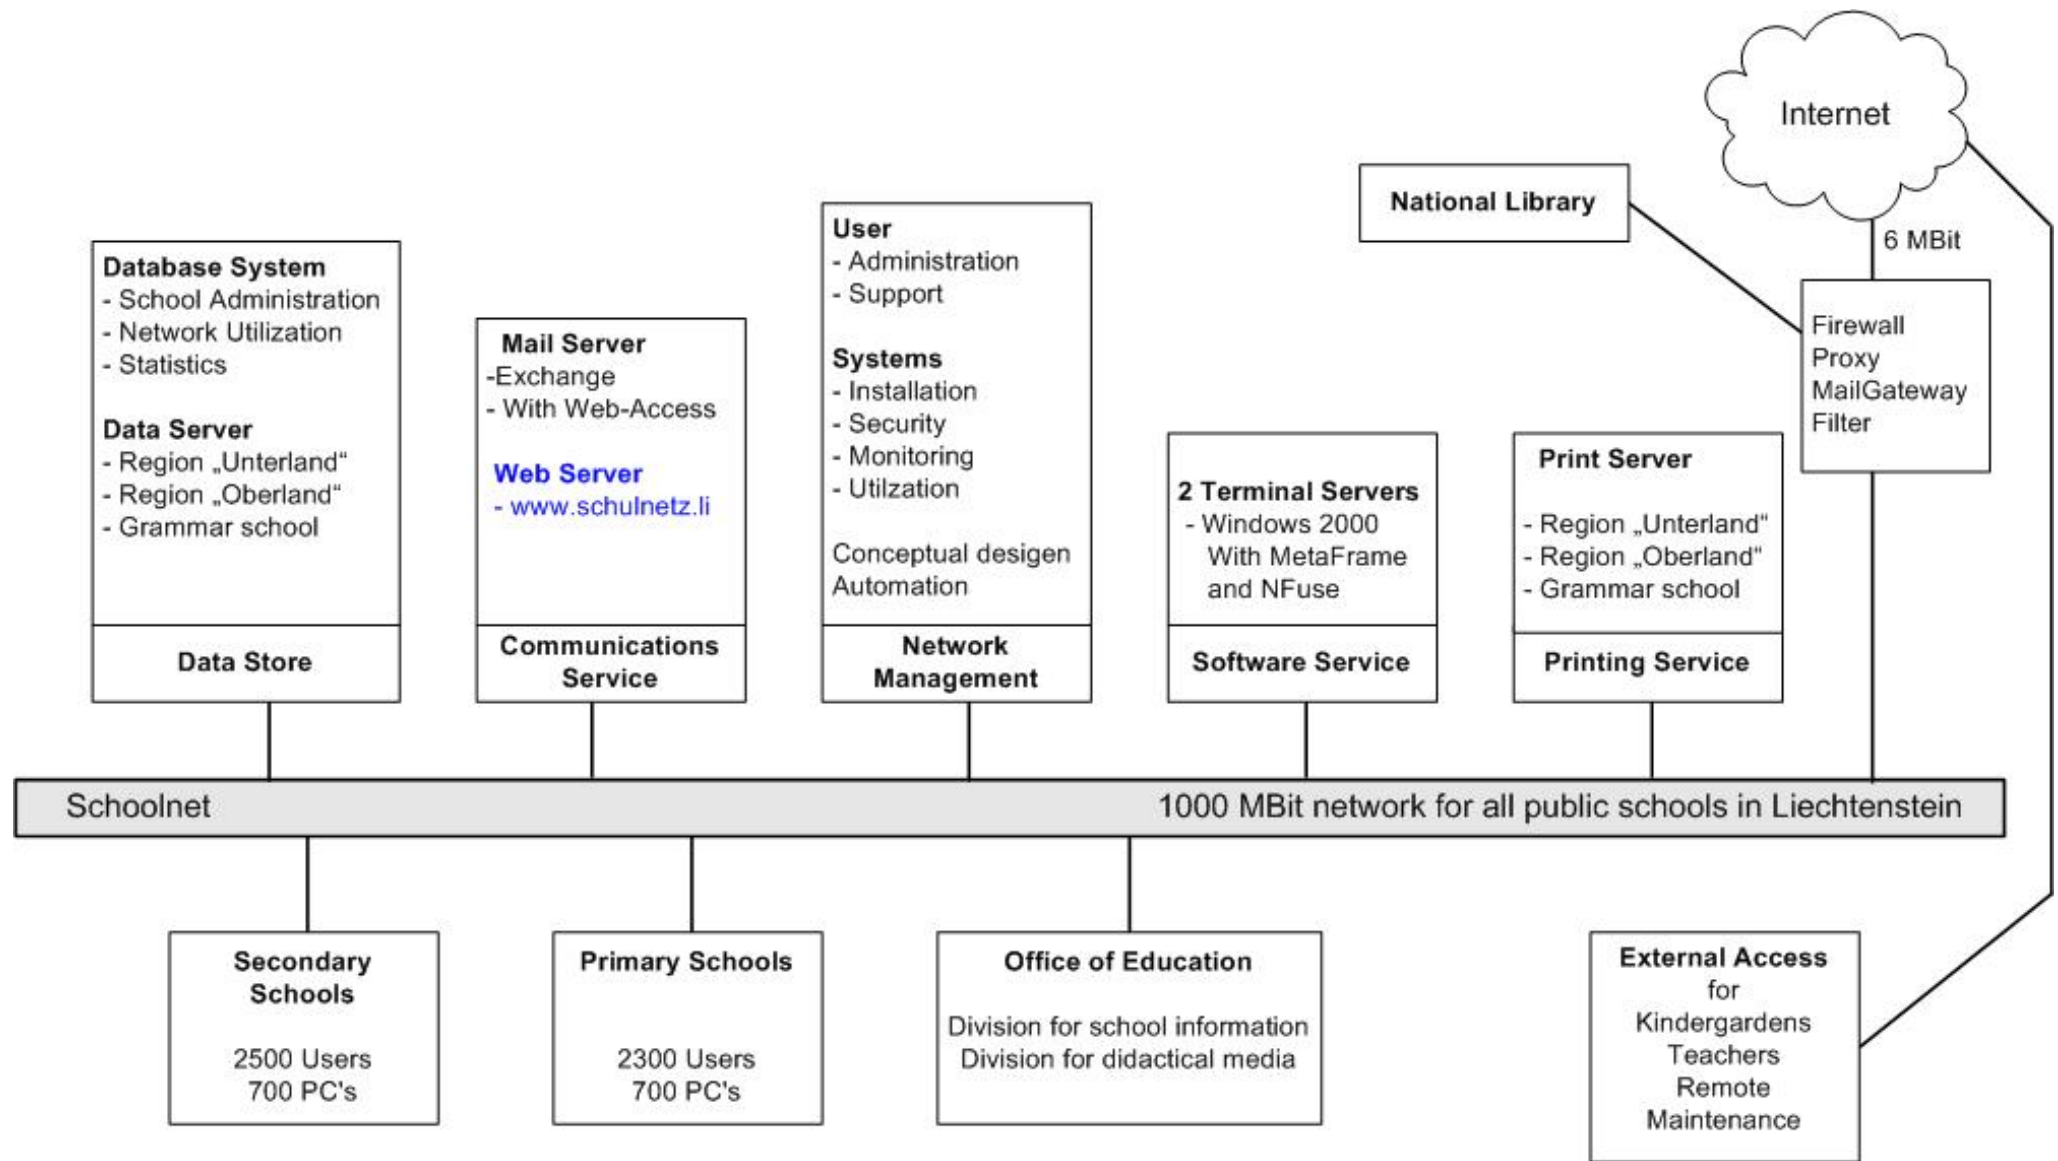 Internet
National Library
6 MBit
Firewall
Proxy
MailGateway
Filter
Database System
- School Administration
- Network Utilization
- Statistics
Data Server
- Region „Unterland“
- Region „Oberland“
- Grammar school
Data Store
Mail Server
-Exchange
- With Web-Access
Web Server
- www.schulnetz.li
Communications
Service
User
- Administration
- Support
Systems
- Installation
- Security
- Monitoring
- Utilzation
Conceptual desigen
Automation
Network
Management
2 Terminal Servers
- Windows 2000
With MetaFrame
and NFuse
Software Service
Print Server
- Region „Unterland“
- Region „Oberland“
- Grammar school
Printing Service
Schoolnet
1000 MBit network for all public schools in Liechtenstein
Secondary
Schools
2500 Users
700 PC's
Primary Schools
2300 Users
700 PC's
Office of Education
Division for school information
Division for didactical media
External Access
for
Kindergardens
Teachers
Remote
Maintenance